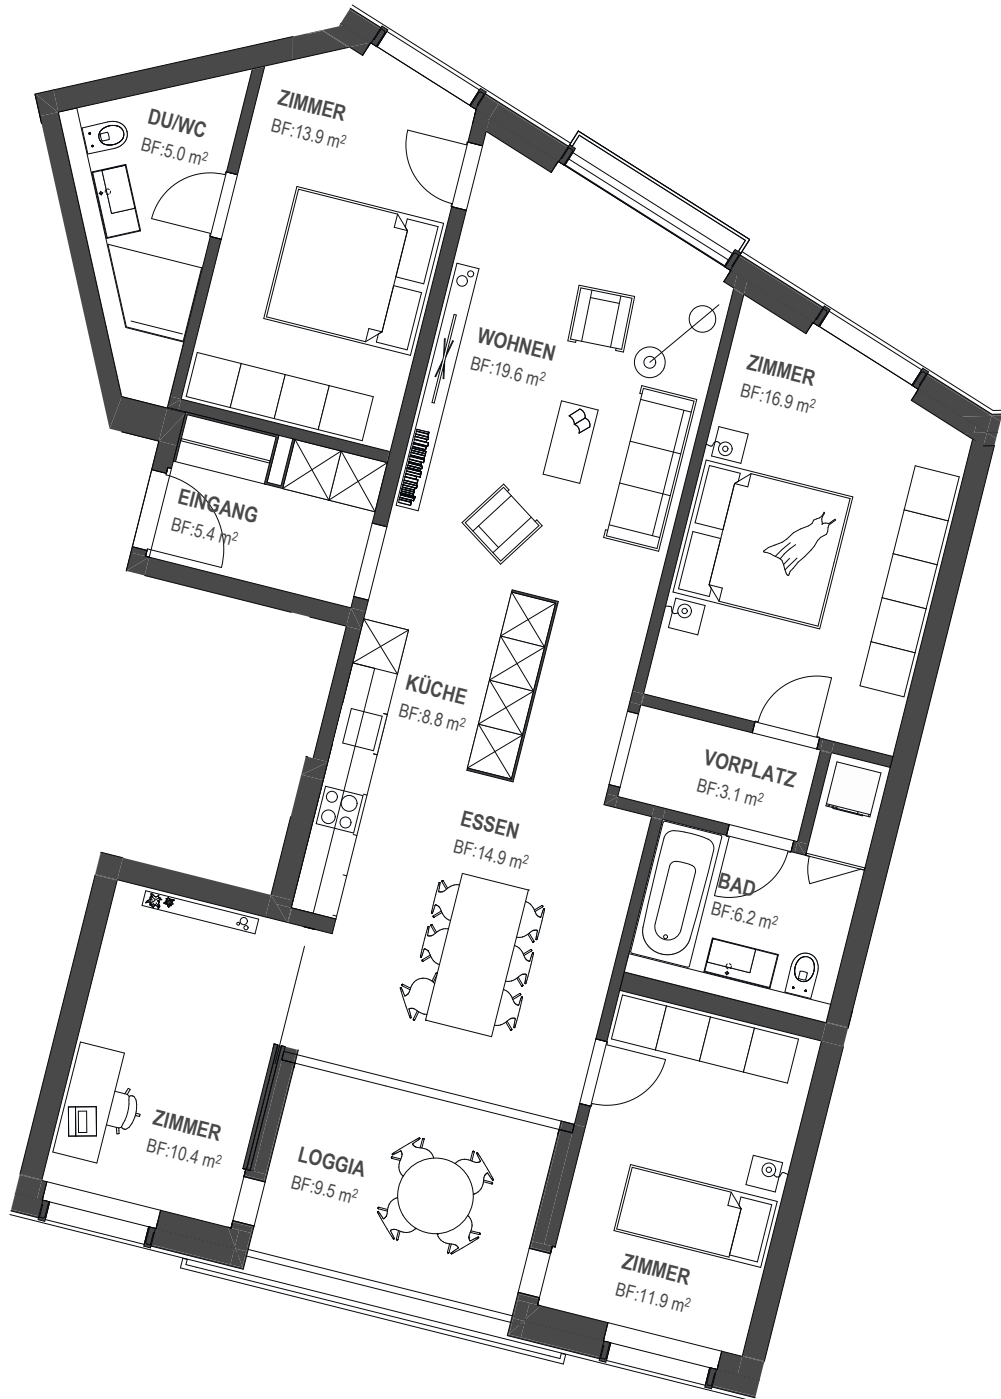 ZIMMER
BF:13.9 m²
DU/WC
BF:5.0 m²
WOHNEN
BF:19.6 m²
ZIMMER
BF:16.9 m²
EINGANG
BF:5.4 m²
KÜCHE
BF:8.8 m²
VORPLATZ
BF:3.1 m²
ESSEN
BF:14.9 m²
BAD
BF:6.2 m²
ZIMMER
BF:10.4 m²
LOGGIA
BF:9.5 m²
ZIMMER
BF:11.9 m²